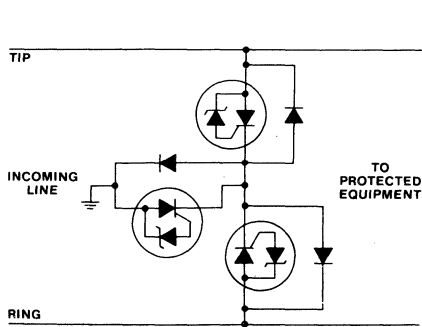 TIP
INCOMING
LINE
TO
PROTECTED
EQUIPMENT
RING